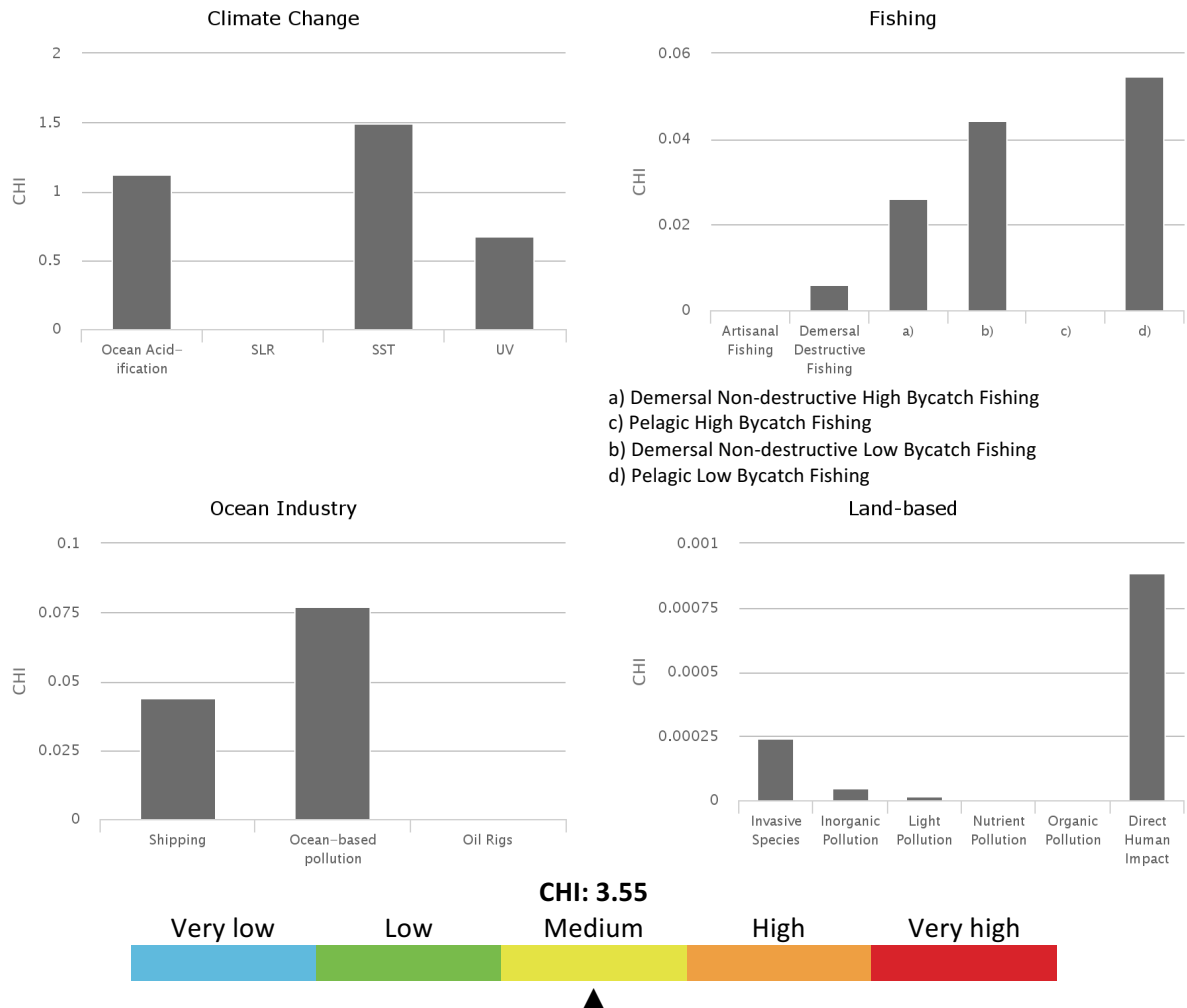 Climate Change
2
1.5
1
0.5
0
CHI
Ocean Acid–
ification
SLR
SST
UV
Fishing
0.06
0.04
0.02
0
CHI
Artisanal
Fishing
Demersal
Destructive
Fishing
a)
b)
c)
d)
a) Demersal Non-destructive High Bycatch Fishing
c) Pelagic High Bycatch Fishing
b) Demersal Non-destructive Low Bycatch Fishing
d) Pelagic Low Bycatch Fishing
Ocean Industry
0.1
0.075
0.05
0.025
0
CHI
Shipping
Ocean–based
pollution
Oil Rigs
Land-based
0.001
0.00075
0.0005
0.00025
0
CHI
Invasive
Species
Inorganic
Pollution
Light
Pollution
Nutrient
Pollution
Organic
Pollution
Direct
Human
Impact
CHI: 3.55
Very low Low Medium High Very high